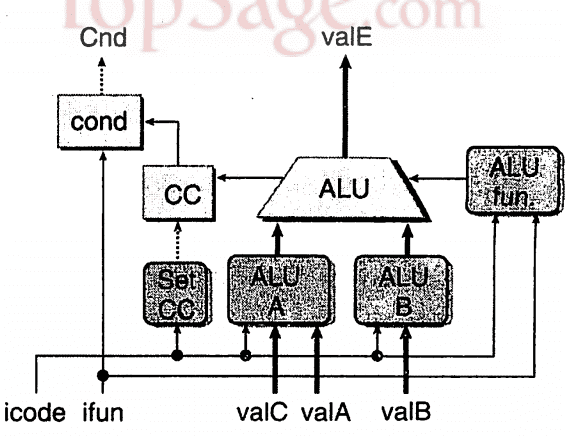 TopSage.com
Cnd
valE
cond
CC
ALU
ALU
fun.
Set
CC
ALU
A
ALU
B
icode ifun valC valA valB